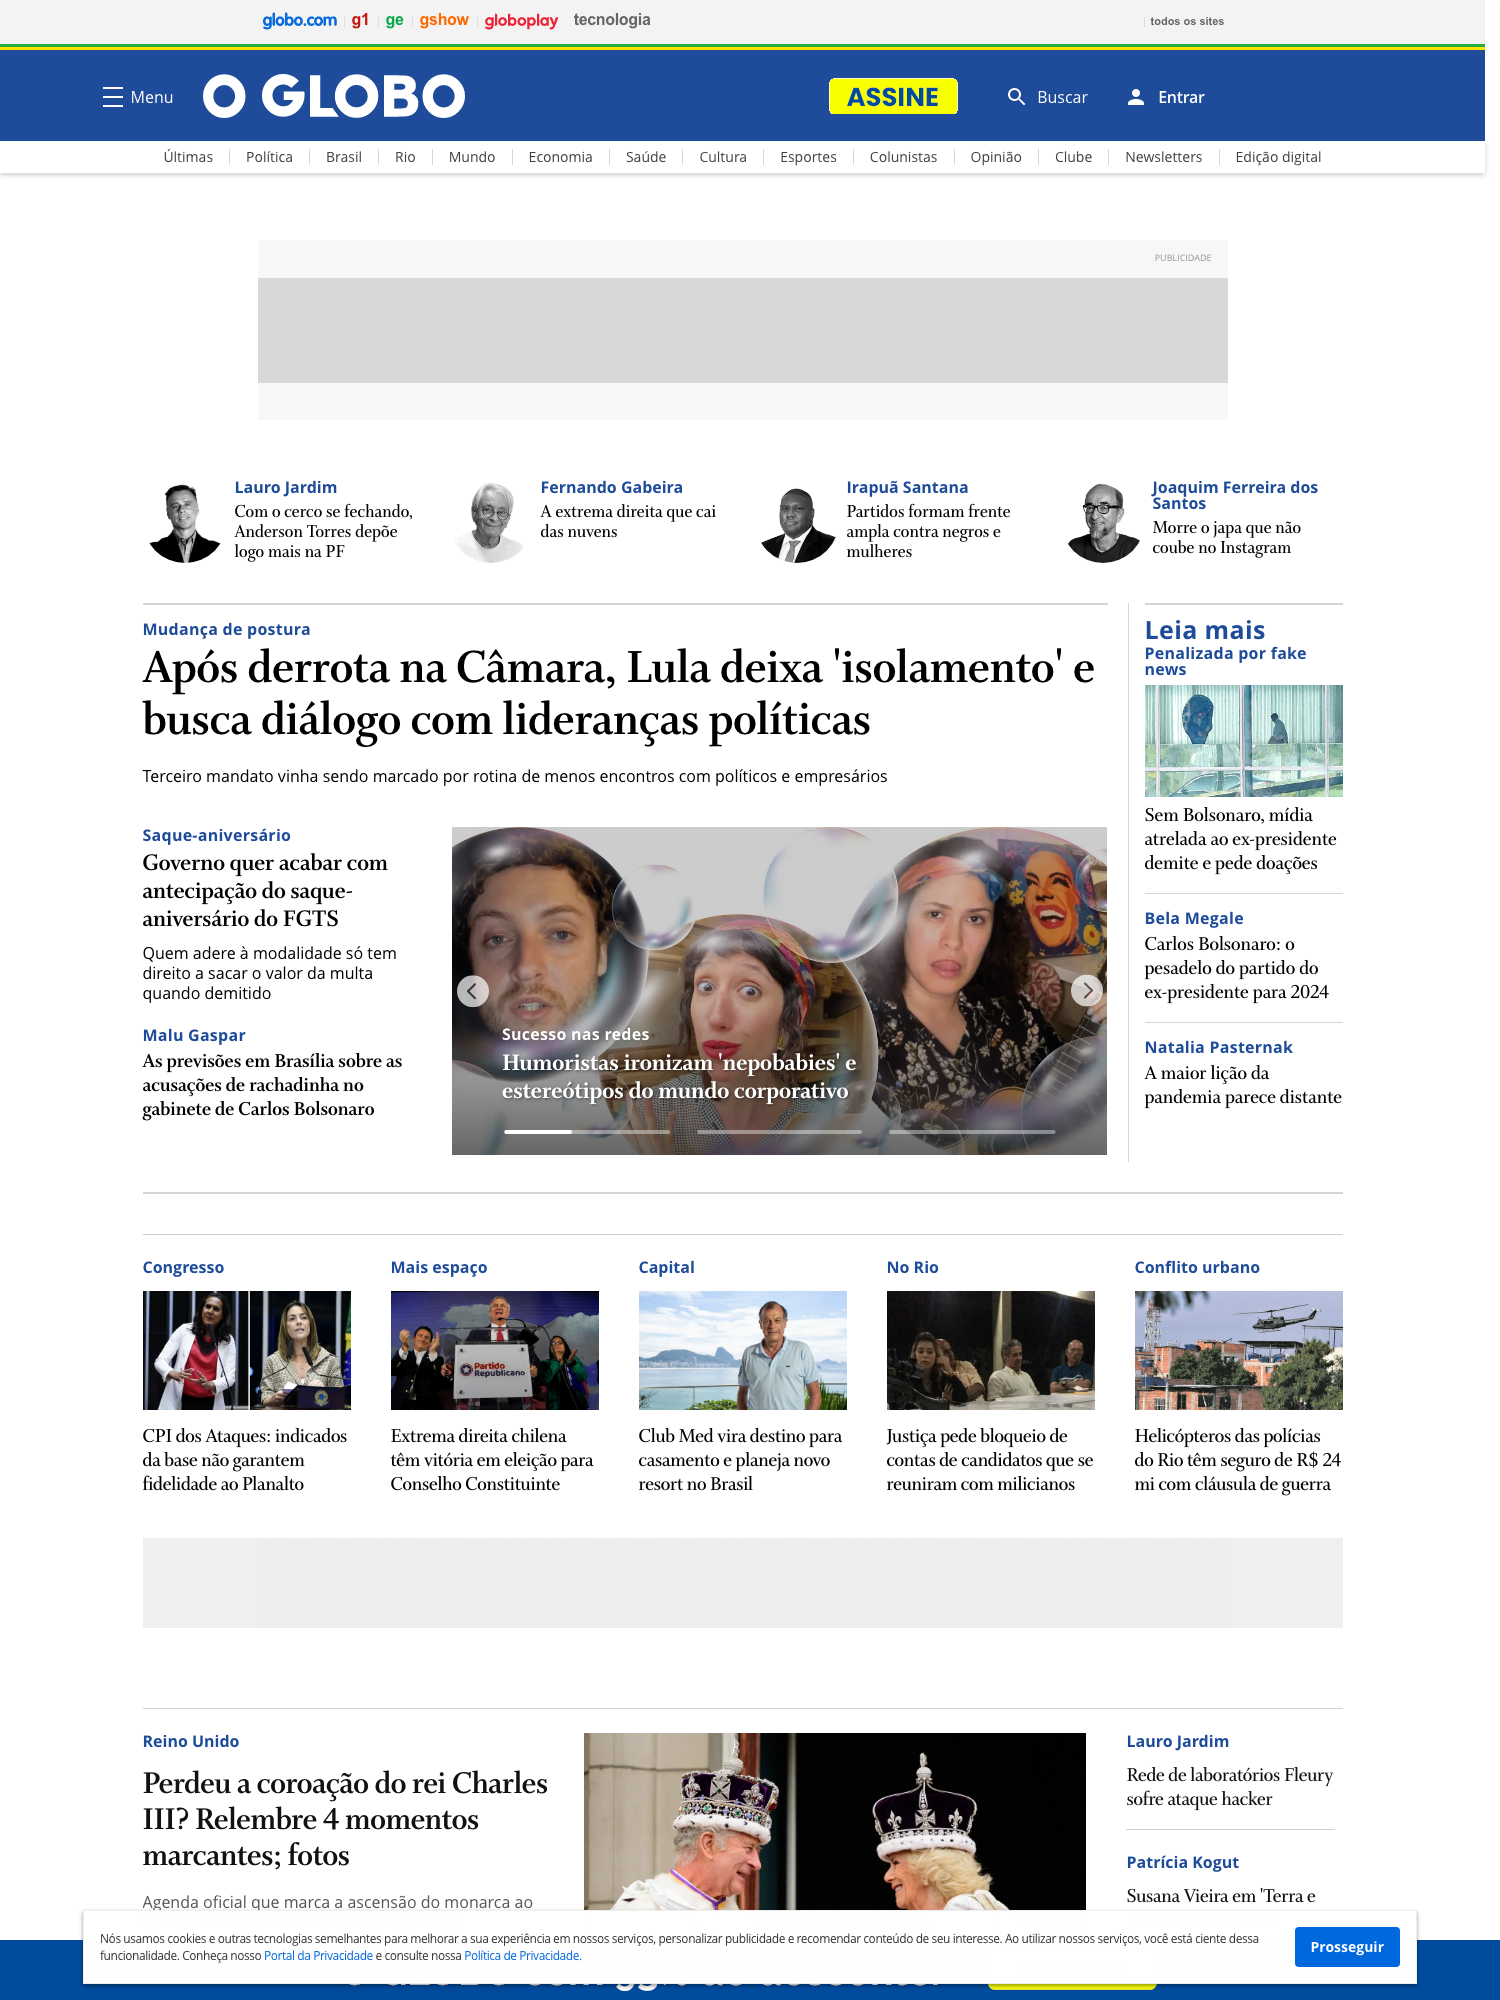 globo.com g1 ge gshow globoplay tecnologia todos os sites
Menu O GLOBO ASSINE Buscar Entrar
Últimas Política Brasil Rio Mundo Economia Saúde Cultura Esportes Colunistas Opinião Clube Newsletters Edição digital
PUBLICIDADE
Lauro Jardim
Com o cerco se fechando,
Anderson Torres depõe
logo mais na PF
Fernando Gabeira
A extrema direita que cai
das nuvens
Irapuã Santana
Partidos formam frente
ampla contra negros e
mulheres
Joaquim Ferreira dos
Santos
Morre o japa que não
coube no Instagram
Mudança de postura
Após derrota na Câmara, Lula deixa 'isolamento' e
busca diálogo com lideranças políticas
Terceiro mandato vinha sendo marcado por rotina de menos encontros com políticos e empresários
Saque-aniversário
Governo quer acabar com
antecipação do saque-
aniversário do FGTS
Quem adere à modalidade só tem
direito a sacar o valor da multa
quando demitido
Malu Gaspar
As previsões em Brasília sobre as
acusações de rachadinha no
gabinete de Carlos Bolsonaro
Sucesso nas redes
Humoristas ironizam 'nepobabies' e
estereótipos do mundo corporativo
Leia mais
Penalizada por fake
news
Sem Bolsonaro, mídia
atrelada ao ex-presidente
demite e pede doações
Bela Megale
Carlos Bolsonaro: o
pesadelo do partido do
ex-presidente para 2024
Natalia Pasternak
A maior lição da
pandemia parece distante
Congresso
CPI dos Ataques: indicados
da base não garantem
fidelidade ao Planalto
Mais espaço
Partido
Republicano
Extrema direita chilena
têm vitória em eleição para
Conselho Constituinte
Capital
Club Med vira destino para
casamento e planeja novo
resort no Brasil
No Rio
Justiça pede bloqueio de
contas de candidatos que se
reuniram com milicianos
Conflito urbano
Helicópteros das polícias
do Rio têm seguro de R$ 24
mi com cláusula de guerra
Reino Unido
Perdeu a coroação do rei Charles
III? Relembre 4 momentos
marcantes; fotos
Agenda oficial que marca a ascensão do monarca ao
Lauro Jardim
Rede de laboratórios Fleury
sofre ataque hacker
Patrícia Kogut
Susana Vieira em 'Terra e
Nós usamos cookies e outras tecnologias semelhantes para melhorar a sua experiência em nossos serviços, personalizar publicidade e recomendar conteúdo de seu interesse. Ao utilizar nossos serviços, você está ciente dessa
funcionalidade. Conheça nosso Portal da Privacidade e consulte nossa Política de Privacidade.
Prosseguir